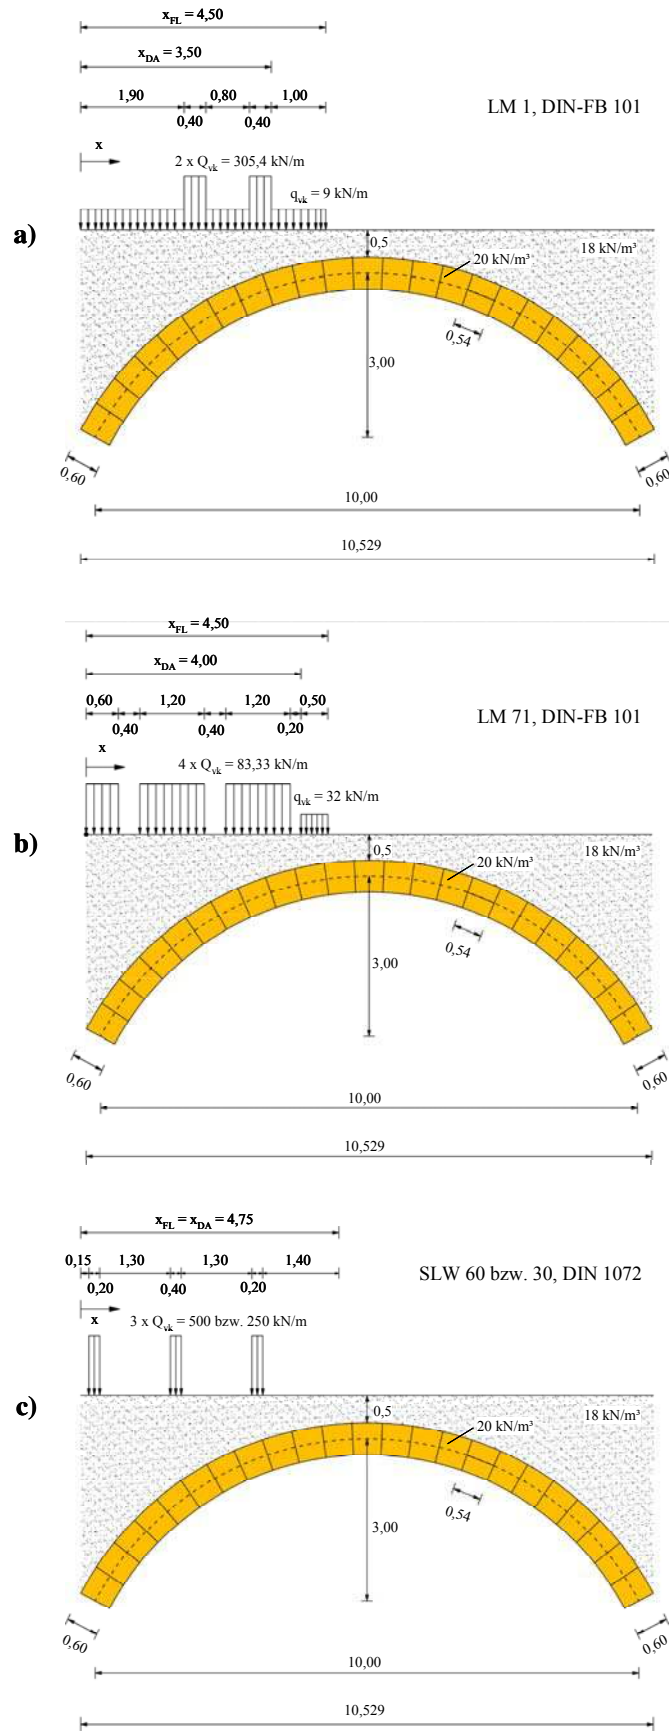 x_FL = 4,50
x_DA = 3,50
1,90 0,80 1,00
0,40 0,40
LM 1, DIN-FB 101
x
2 x Q_vk = 305,4 kN/m
q_vk = 9 kN/m
a)
0,5
18 kN/m³
20 kN/m³
0,54
3,00
0,60
0,60
10,00
10,529
x_FL = 4,50
x_DA = 4,00
0,60 1,20 1,20 0,50
0,40 0,40 0,20
LM 71, DIN-FB 101
x
4 x Q_vk = 83,33 kN/m
q_vk = 32 kN/m
b)
0,5
18 kN/m³
20 kN/m³
0,54
3,00
0,60
0,60
10,00
10,529
x_FL = x_DA = 4,75
0,15 1,30 1,30 1,40
0,20 0,40 0,20
SLW 60 bzw. 30, DIN 1072
x
3 x Q_vk = 500 bzw. 250 kN/m
c)
0,5
18 kN/m³
20 kN/m³
0,54
3,00
0,60
0,60
10,00
10,529